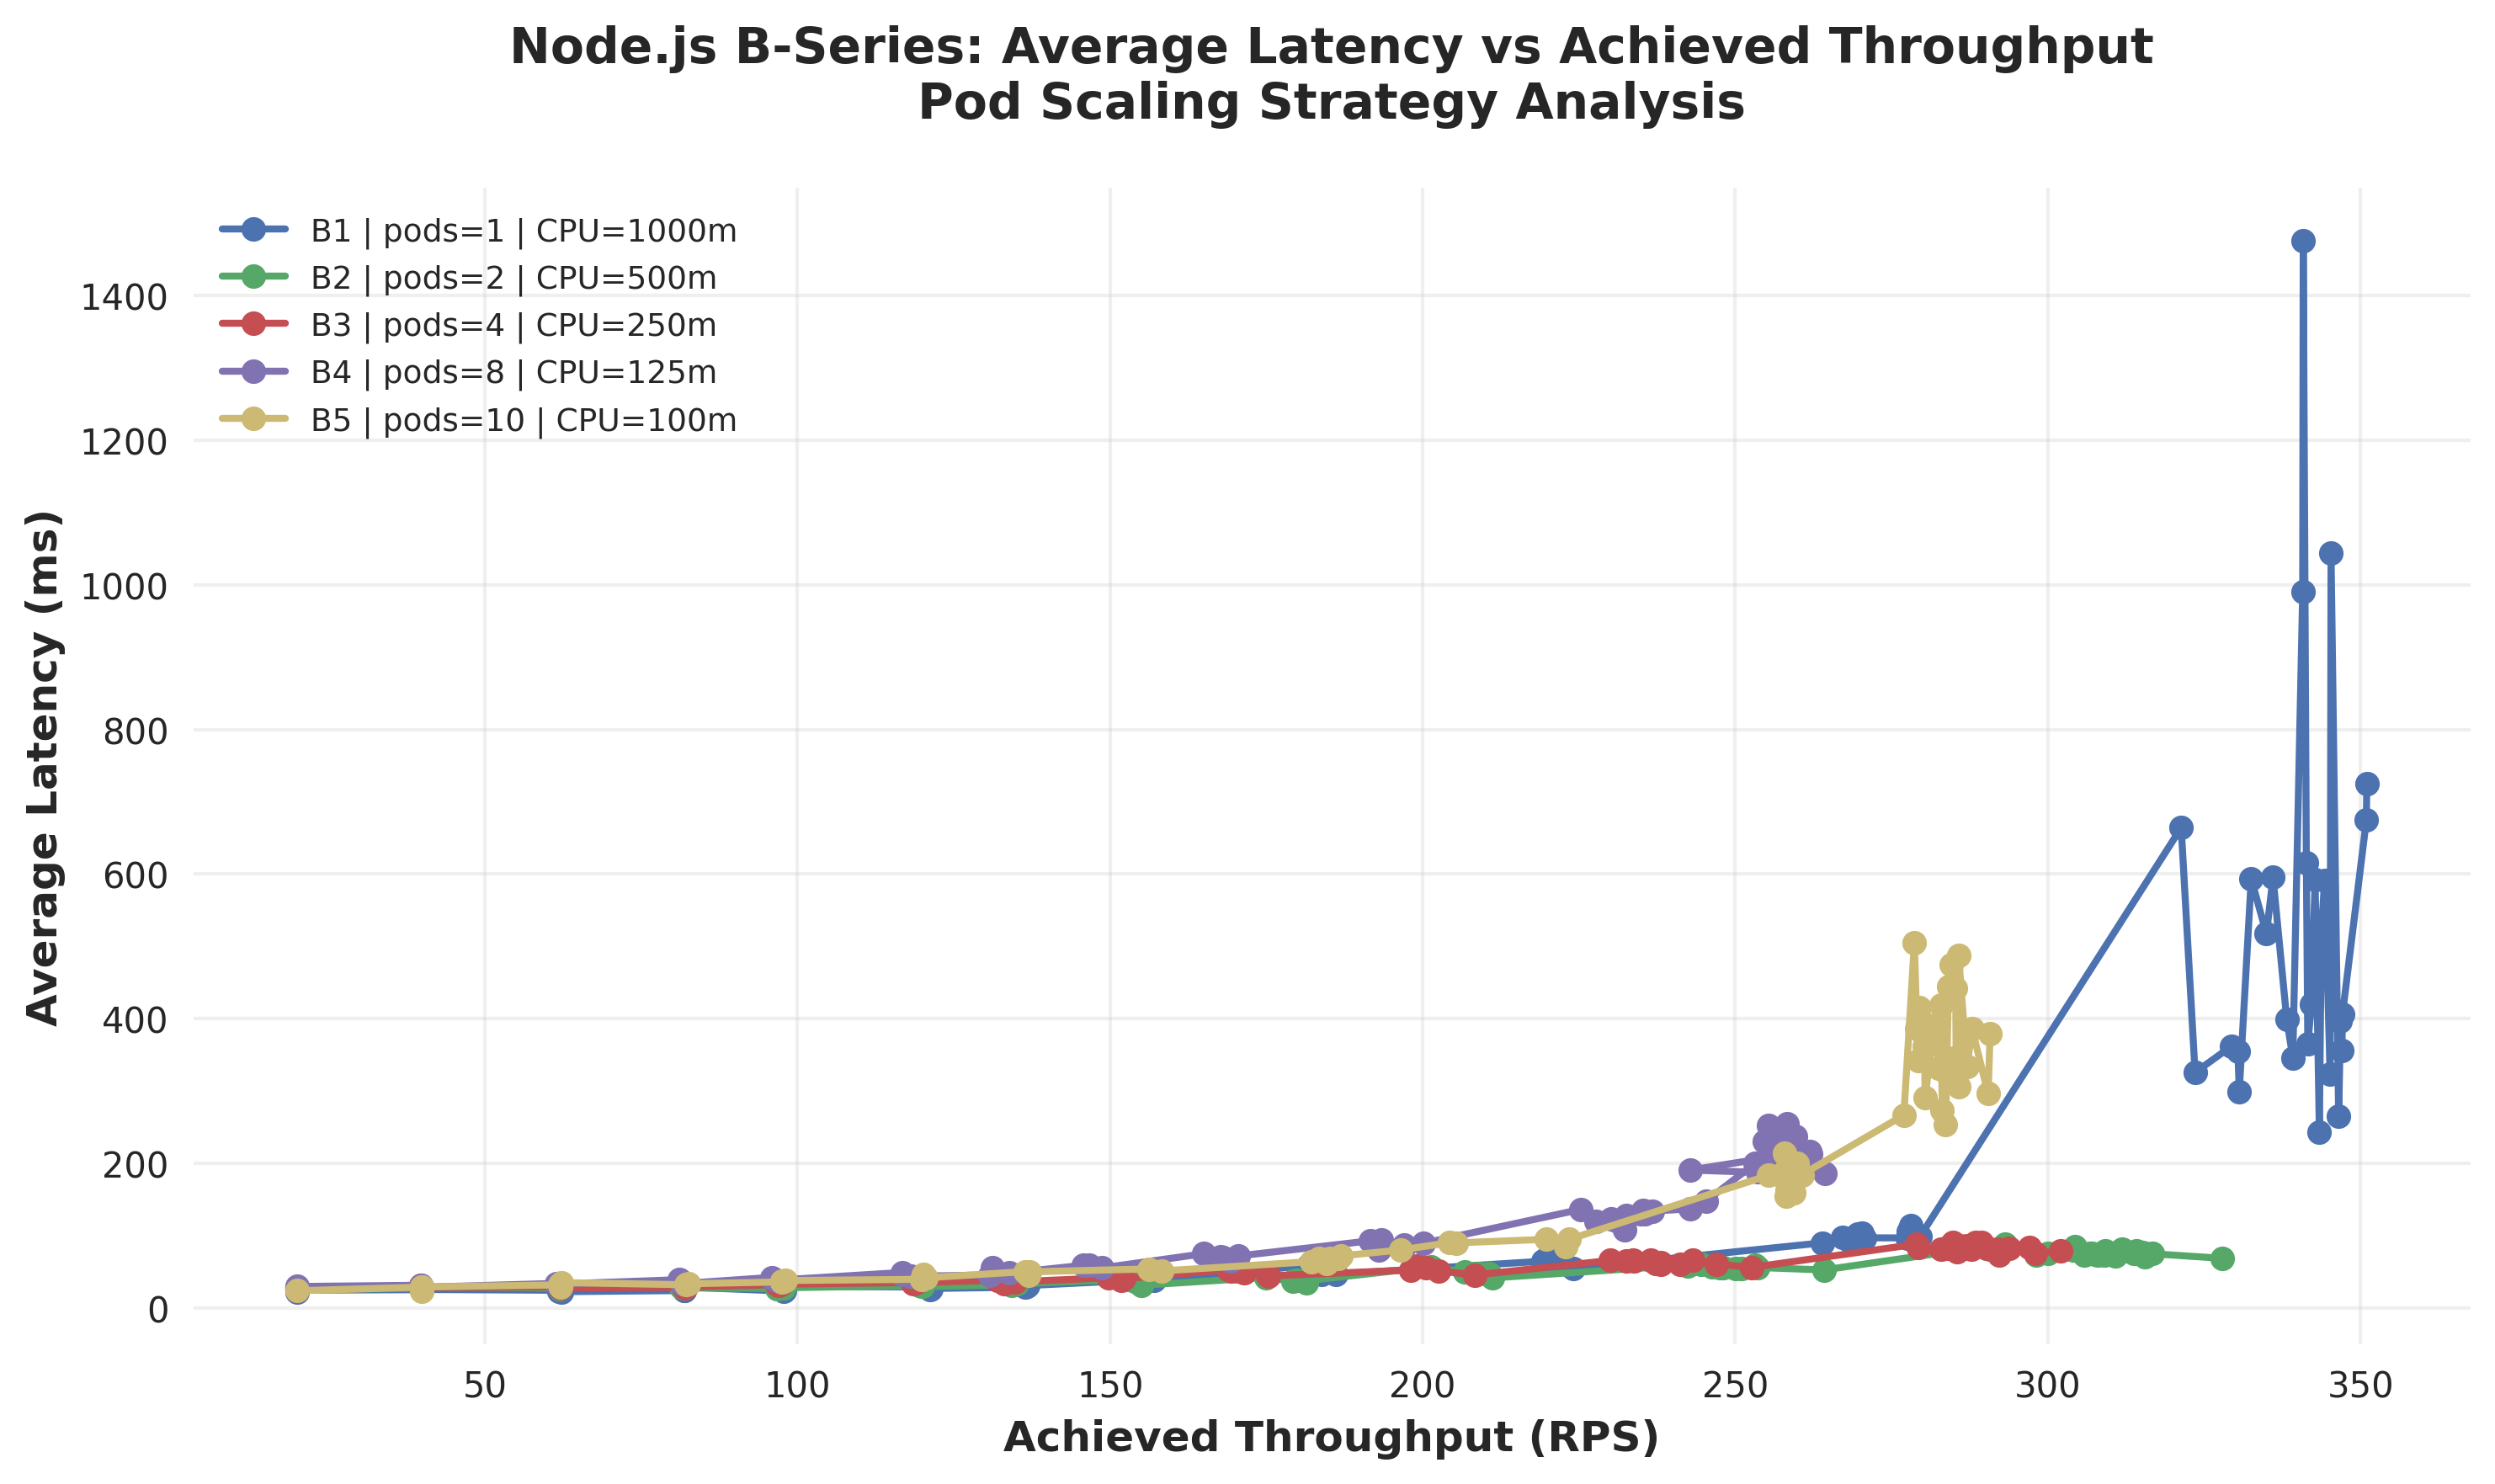 Node.js B-Series: Average Latency vs Achieved Throughput
Pod Scaling Strategy Analysis
B1 | pods=1 | CPU=1000m
B2 | pods=2 | CPU=500m
B3 | pods=4 | CPU=250m
B4 | pods=8 | CPU=125m
B5 | pods=10 | CPU=100m
Average Latency (ms)
1400
1200
1000
800
600
400
200
0
50 100 150 200 250 300 350
Achieved Throughput (RPS)